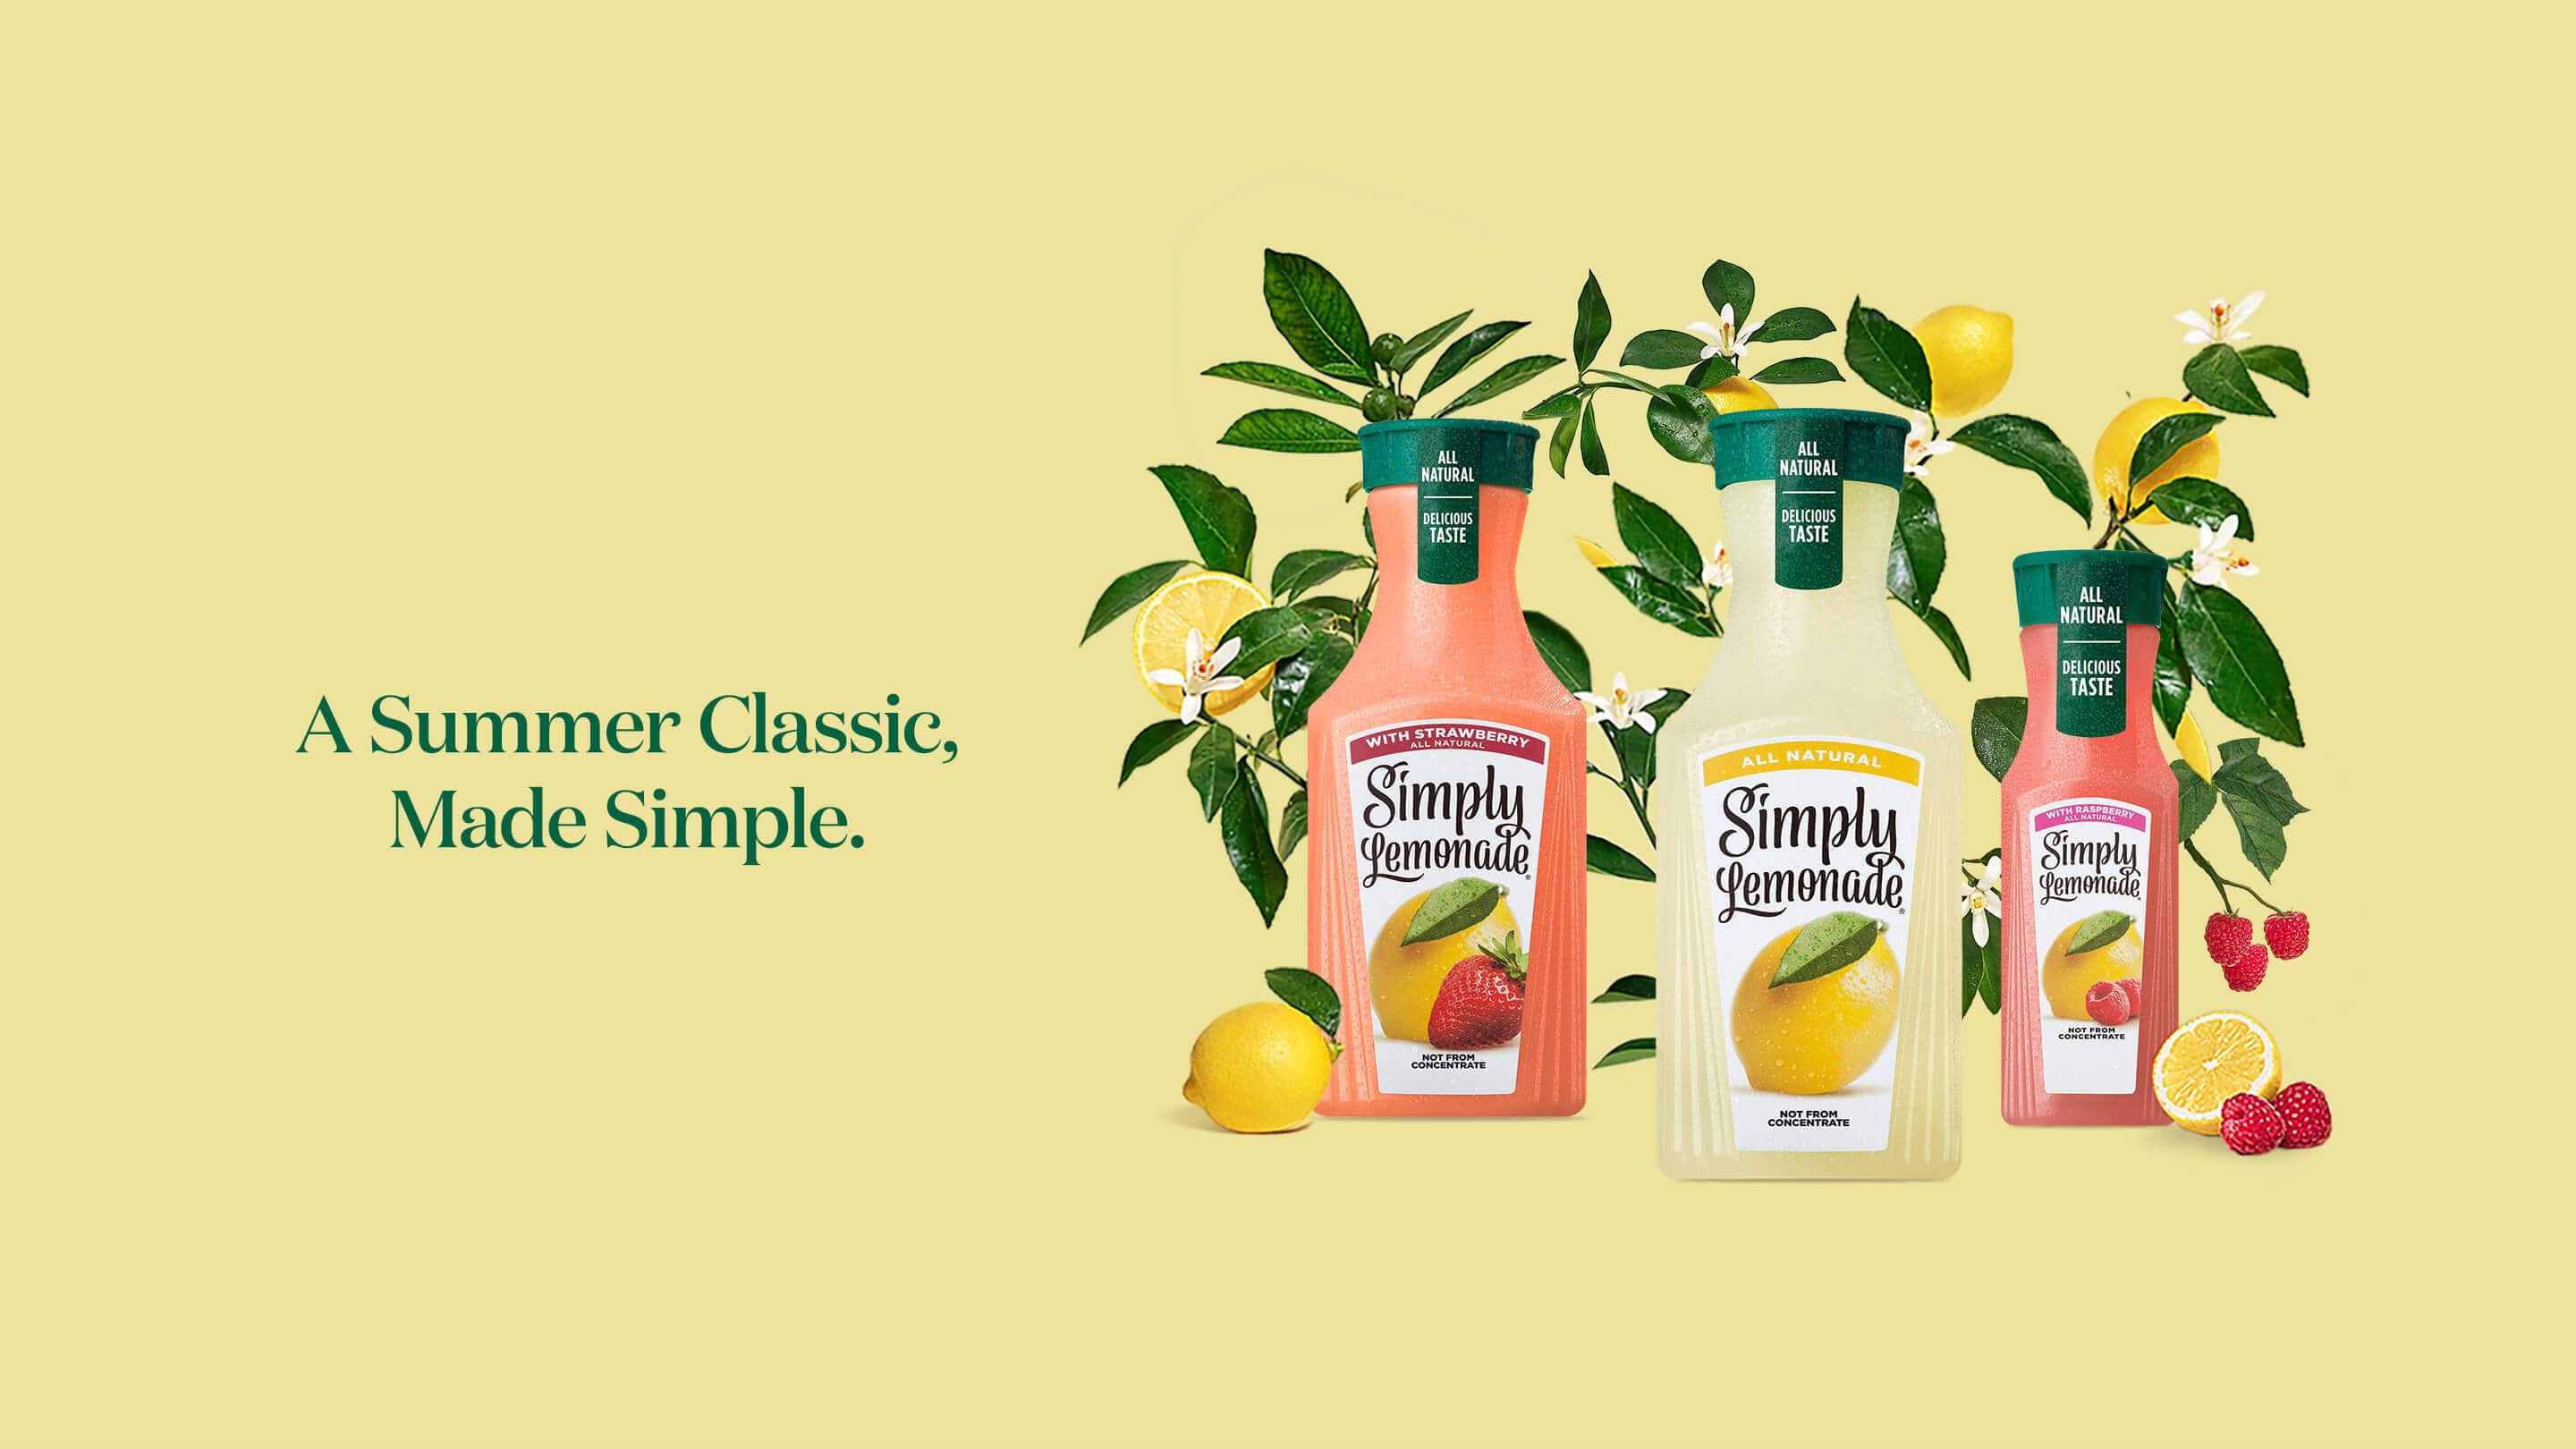 A Summer Classic,
Made Simple.
ALL
NATURAL
DELICIOUS
TASTE
WITH STRAWBERRY
ALL NATURAL
Simply
Lemonade®
NOT FROM
CONCENTRATE
ALL
NATURAL
DELICIOUS
TASTE
ALL NATURAL
Simply
Lemonade®
NOT FROM
CONCENTRATE
ALL
NATURAL
DELICIOUS
TASTE
WITH RASPBERRY
ALL NATURAL
Simply
Lemonade®
NOT FROM
CONCENTRATE